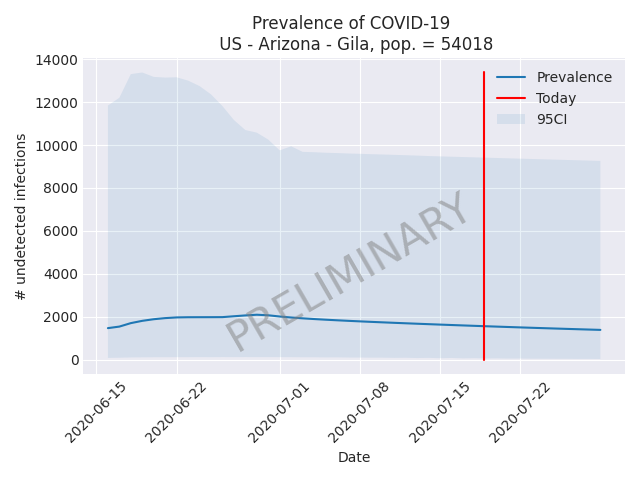 Prevalence of COVID-19
US - Arizona - Gila, pop. = 54018
14000
12000
10000
8000
6000
4000
2000
0
# undetected infections
Prevalence
Today
95CI
PRELIMINARY
2020-06-15
2020-06-22
2020-07-01
2020-07-08
2020-07-15
2020-07-22
Date